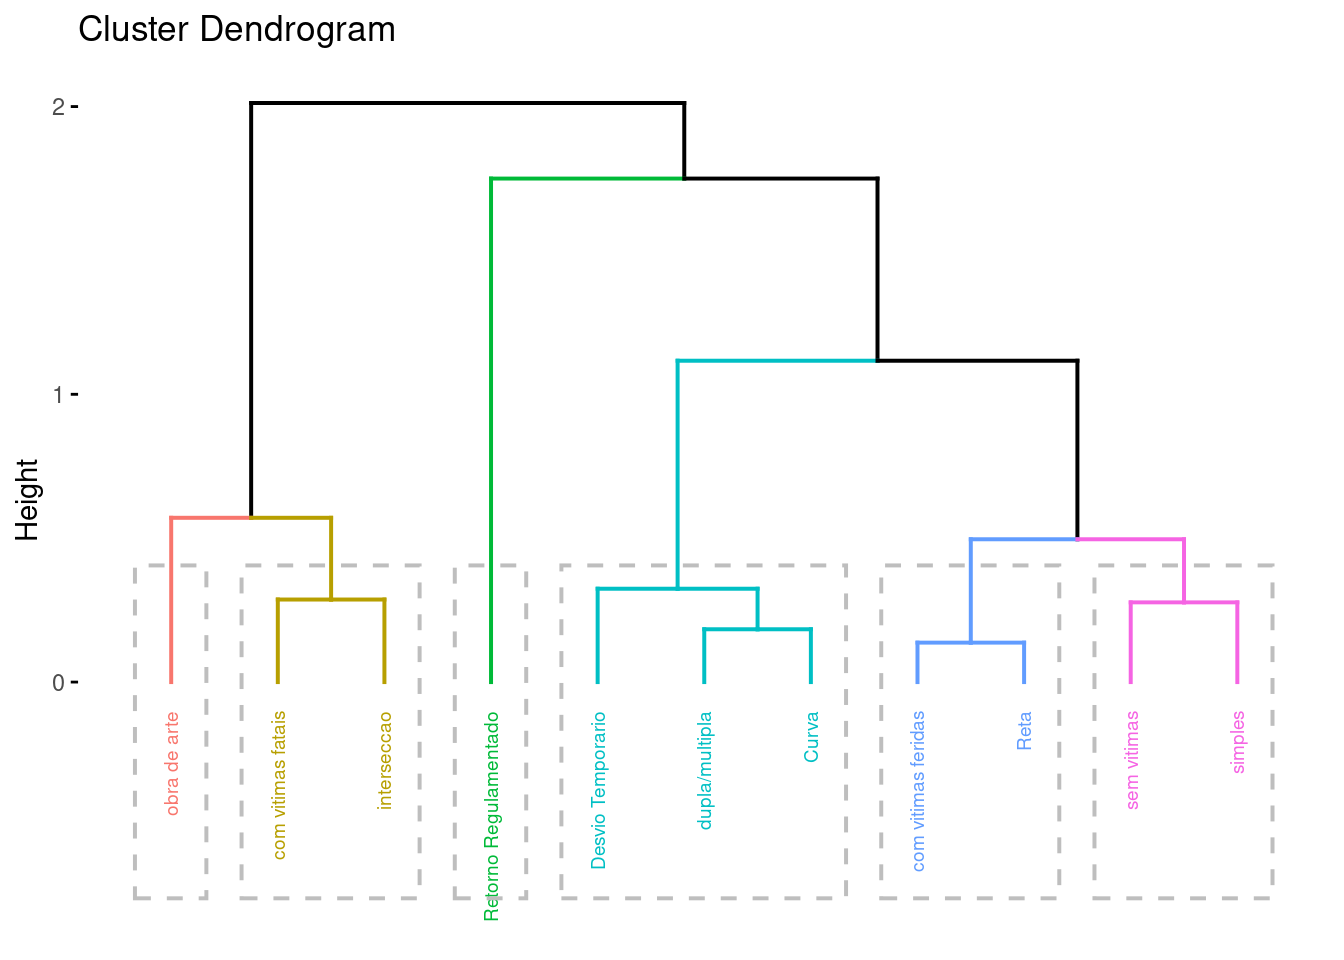 Cluster Dendrogram
Height
2
1
0
obra de arte
com vitimas fatais
interseccao
Retorno Regulamentado
Desvio Temporario
dupla/multipla
Curva
com vitimas feridas
Reta
sem vitimas
simples